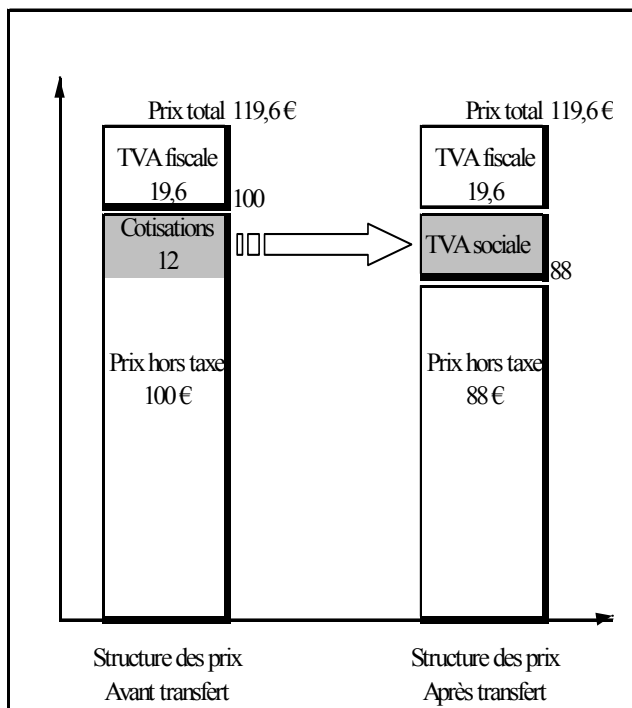 Prix total 119,6 €
TVA fiscale
19,6
100
Cotisations
12
Prix hors taxe
100 €
Structure des prix
Avant transfert
Prix total 119,6 €
TVA fiscale
19,6
TVA sociale
88
Prix hors taxe
88 €
Structure des prix
Après transfert